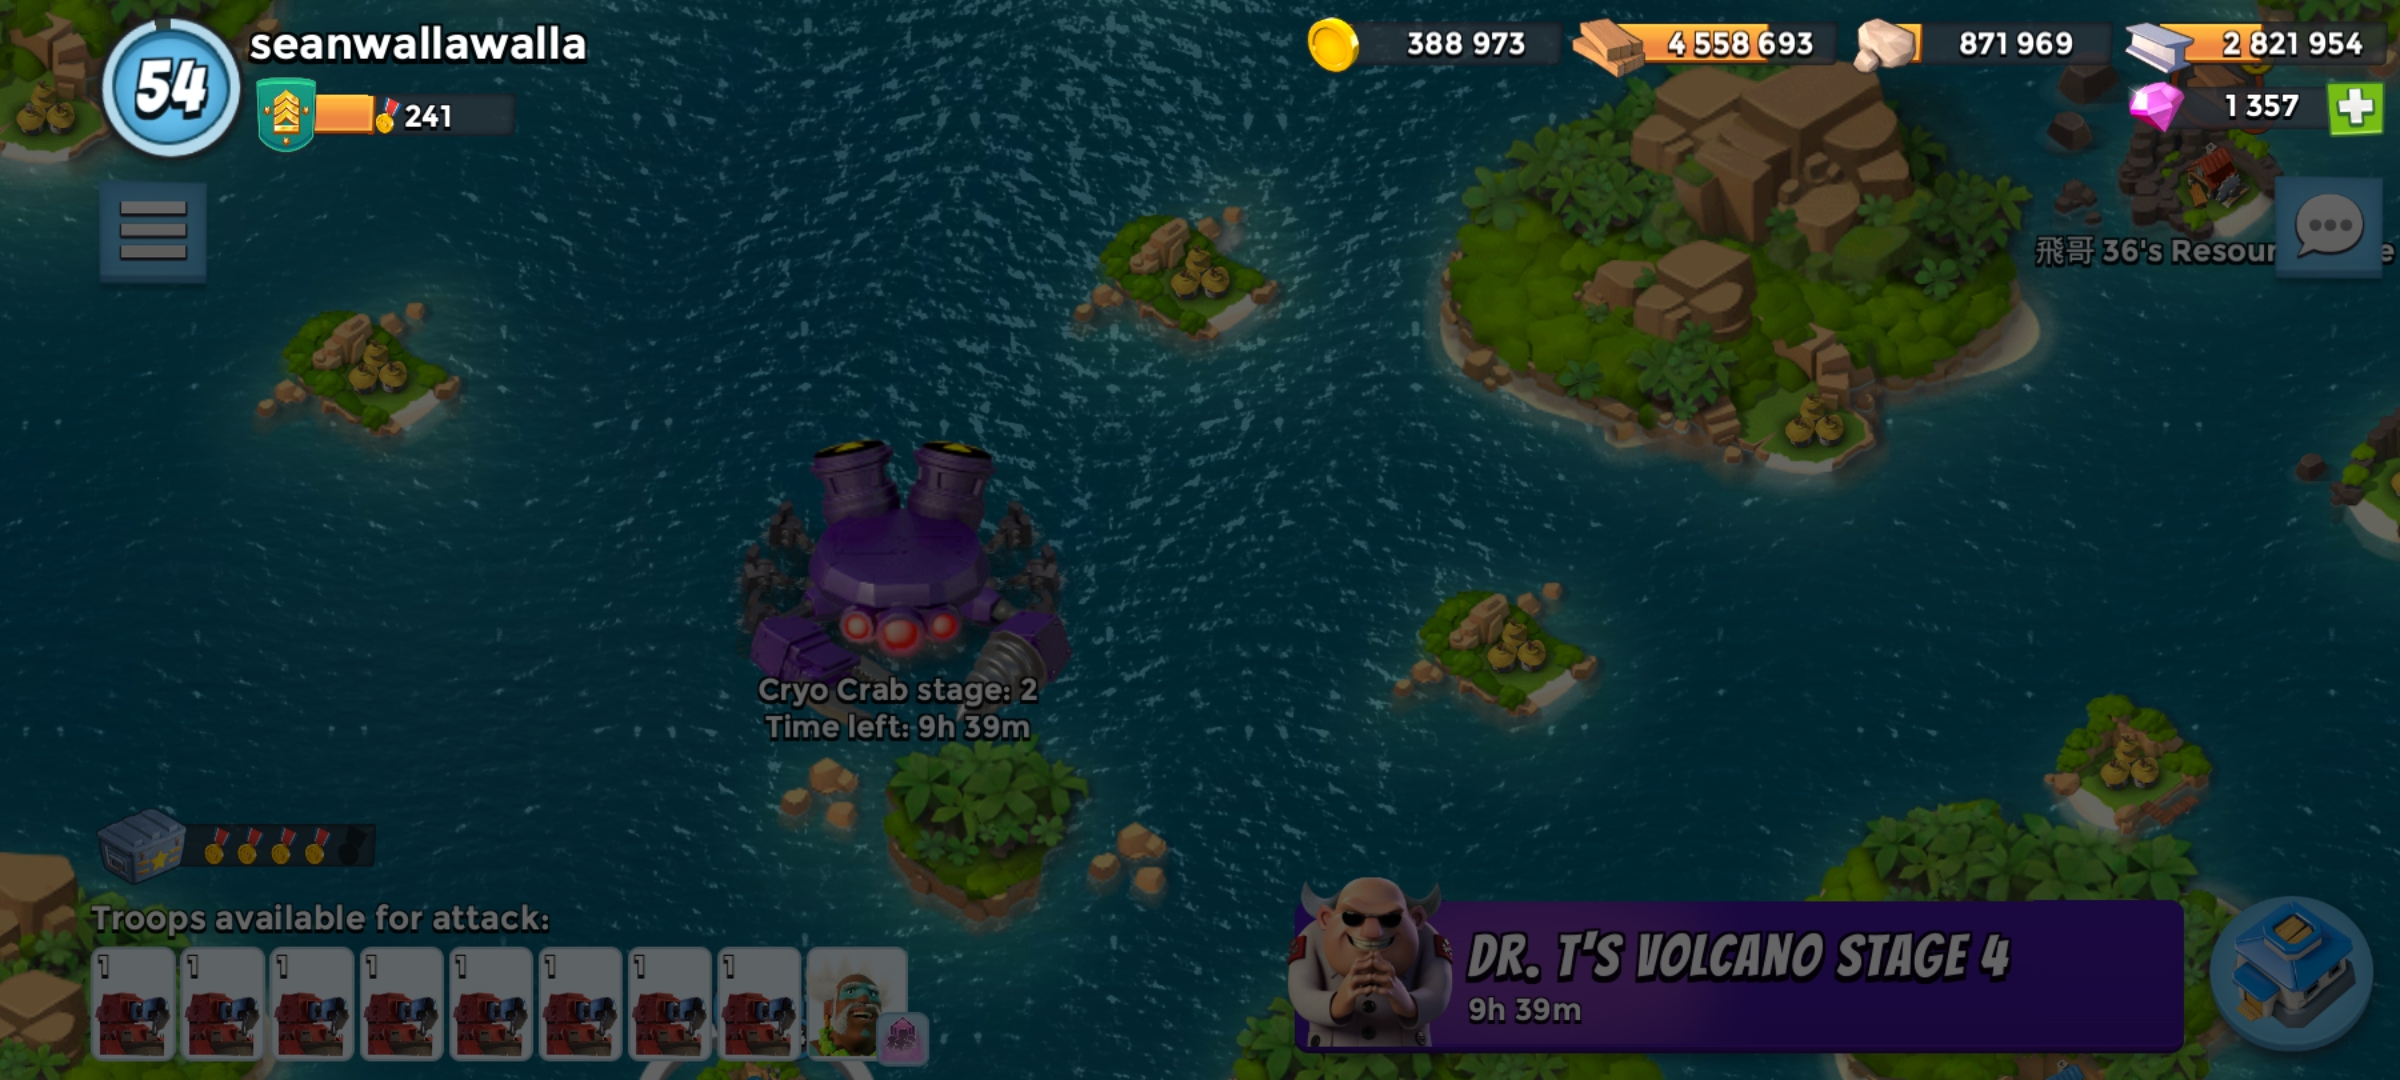 54
seanwallawalla
241
388 973
4 558 693
871 969
2 821 954
1 357
飛哥 36's Resour
Cryo Crab stage: 2
Time left: 9h 39m
Troops available for attack:
1 1 1 1 1 1 1 1
DR. T'S VOLCANO STAGE 4
9h 39m